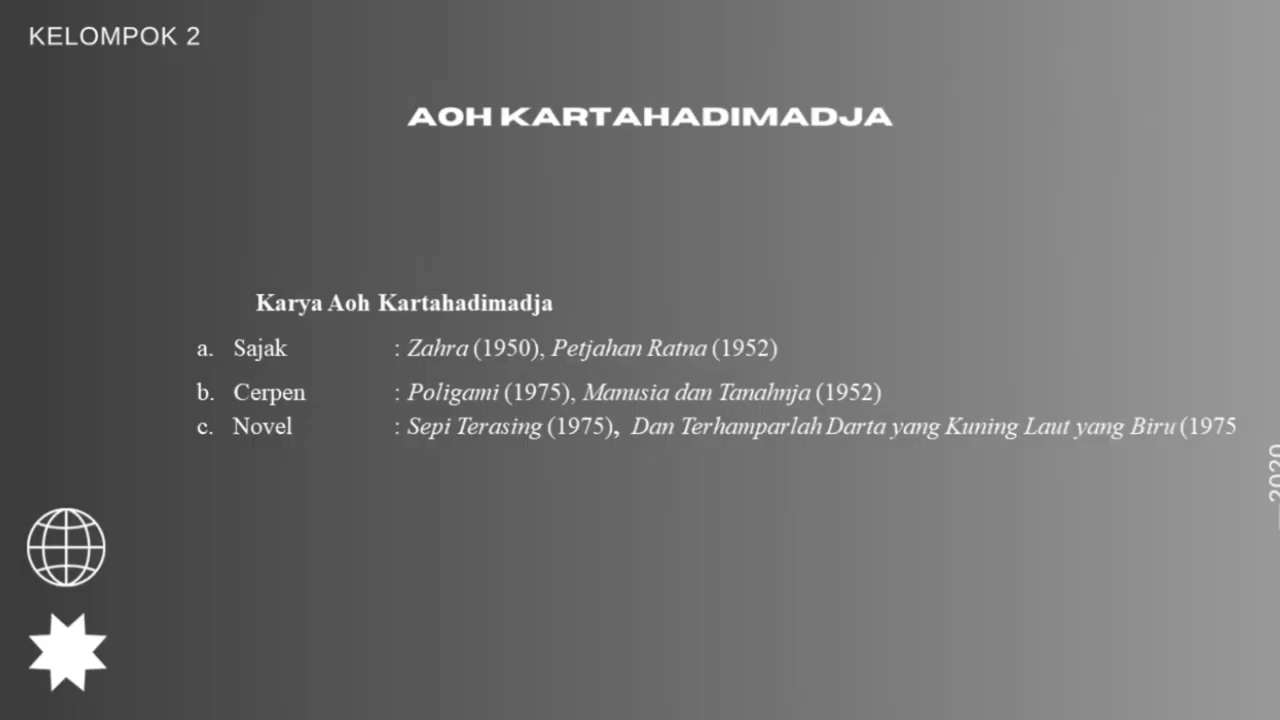 KELOMPOK 2
AOH KARTAHADIMADJA
Karya Aoh Kartahadimadja
a. Sajak : Zahra (1950), Petjahan Ratna (1952)
b. Cerpen : Poligami (1975), Manusia dan Tanahnja (1952)
c. Novel : Sepi Terasing (1975), Dan Terhamparlah Darta yang Kuning Laut yang Biru (1975
2020